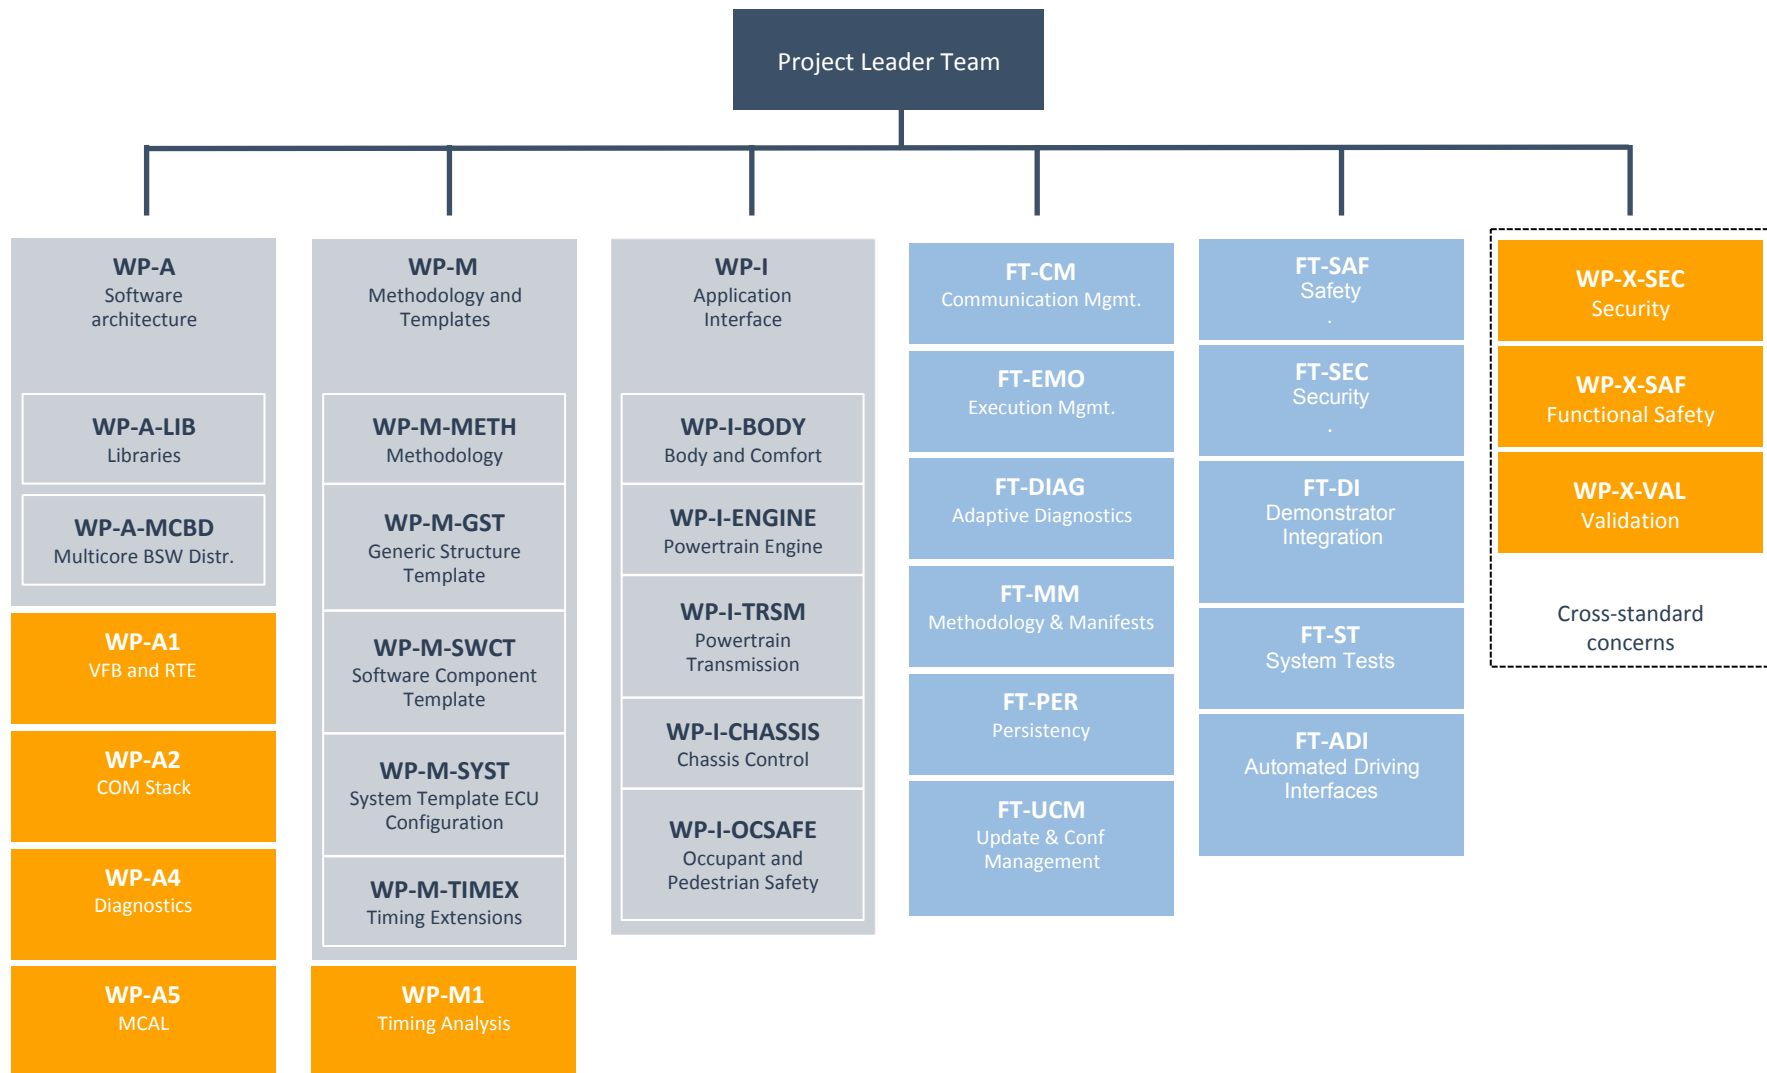 Project Leader Team
WP-A
Software
architecture
WP-A-LIB
Libraries
WP-A-MCBD
Multicore BSW Distr.
WP-A1
VFB and RTE
WP-A2
COM Stack
WP-A4
Diagnostics
WP-A5
MCAL
WP-M
Methodology and
Templates
WP-M-METH
Methodology
WP-M-GST
Generic Structure
Template
WP-M-SWCT
Software Component
Template
WP-M-SYST
System Template ECU
Configuration
WP-M-TIMEX
Timing Extensions
WP-M1
Timing Analysis
WP-I
Application
Interface
WP-I-BODY
Body and Comfort
WP-I-ENGINE
Powertrain Engine
WP-I-TRSM
Powertrain
Transmission
WP-I-CHASSIS
Chassis Control
WP-I-OCSAFE
Occupant and
Pedestrian Safety
FT-CM
Communication Mgmt.
FT-EMO
Execution Mgmt.
FT-DIAG
Adaptive Diagnostics
FT-MM
Methodology & Manifests
FT-PER
Persistency
FT-UCM
Update & Conf
Management
FT-SAF
Safety
.
FT-SEC
Security
.
FT-DI
Demonstrator
Integration
FT-ST
System Tests
FT-ADI
Automated Driving
Interfaces
WP-X-SEC
Security
WP-X-SAF
Functional Safety
WP-X-VAL
Validation
Cross-standard
concerns